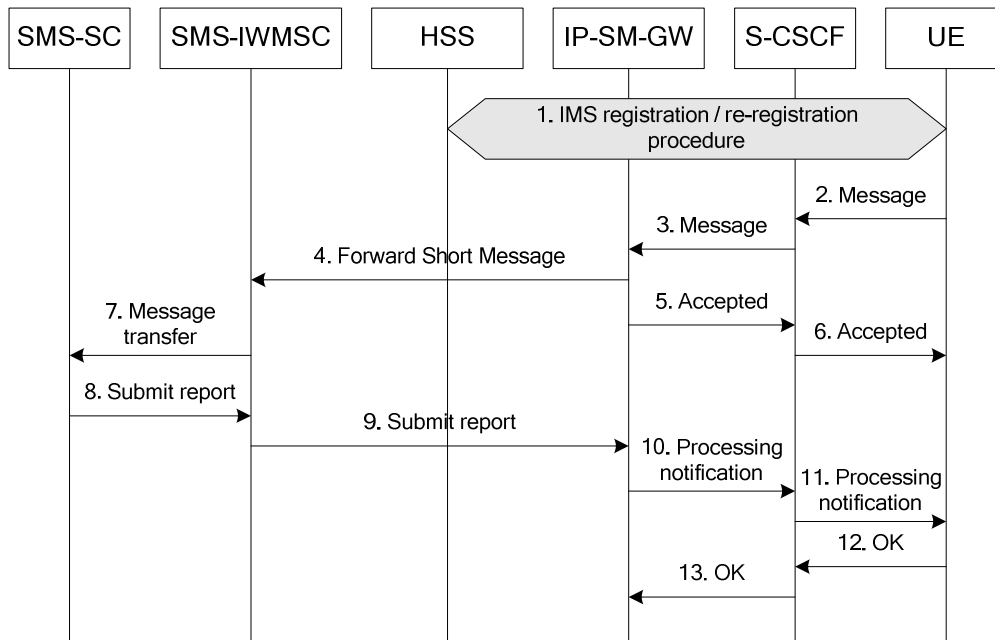 SMS-SC
SMS-IWMSC
HSS
IP-SM-GW
S-CSCF
UE
1. IMS registration / re-registration
procedure
2. Message
3. Message
4. Forward Short Message
5. Accepted
7. Message
transfer
6. Accepted
8. Submit report
9. Submit report
10. Processing
notification
11. Processing
notification
12. OK
13. OK